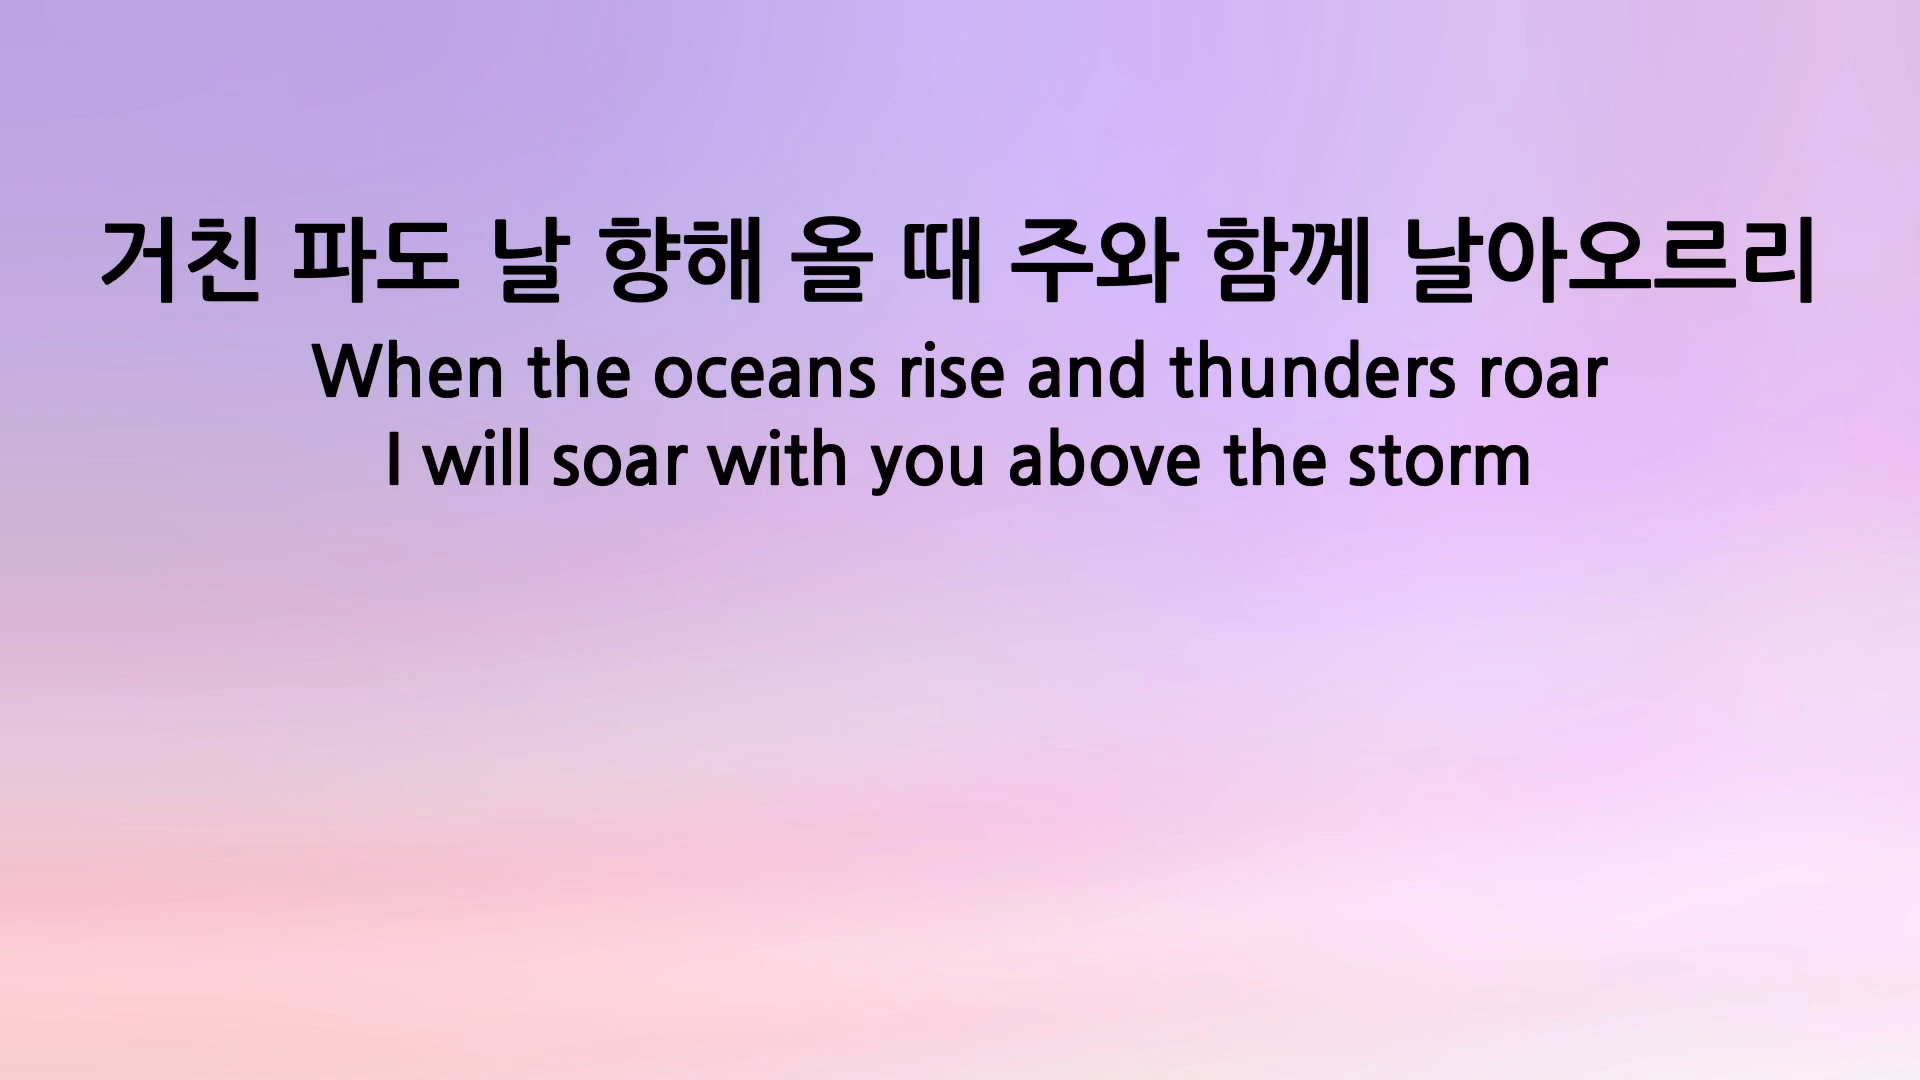 거친 파도 날 향해 올 때 주와 함께 날아오르리
When the oceans rise and thunders roar
I will soar with you above the storm